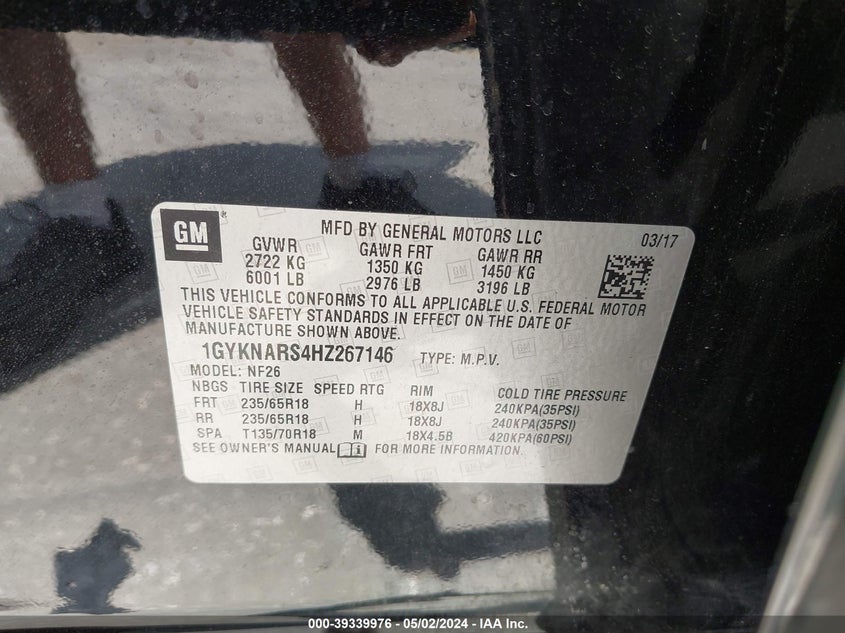 GM®
MFD BY GENERAL MOTORS LLC 03/17
GVWR GAWR FRT GAWR RR
2722 KG 1350 KG 1450 KG
6001 LB 2976 LB 3196 LB
THIS VEHICLE CONFORMS TO ALL APPLICABLE U.S. FEDERAL MOTOR
VEHICLE SAFETY STANDARDS IN EFFECT ON THE DATE OF
MANUFACTURE SHOWN ABOVE.
1GYKNARS4HZ267146 TYPE: M.P.V.
MODEL: NF26
NBGS TIRE SIZE SPEED RTG RIM COLD TIRE PRESSURE
FRT 235/65R18 H 18X8J 240KPA(35PSI)
RR 235/65R18 H 18X8J 240KPA(35PSI)
SPA T135/70R18 M 18X4.5B 420KPA(60PSI)
SEE OWNER'S MANUAL i FOR MORE INFORMATION.
000-39339976 - 05/02/2024 - IAA Inc.